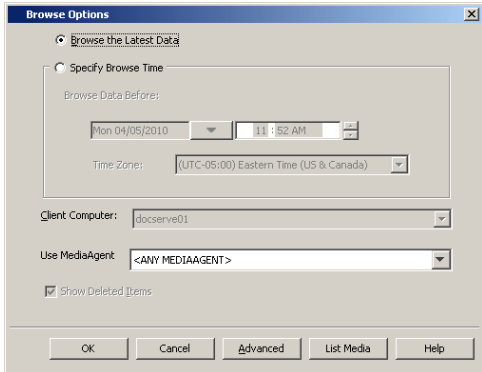 Browse Options
Browse the Latest Data
Specify Browse Time
Browse Data Before:
Mon 04/05/2010 11 : 52 AM
Time Zone: (UTC-05:00) Eastern Time (US & Canada)
Client Computer: docserve01
Use MediaAgent <ANY MEDIAAGENT>
Show Deleted Items
OK Cancel Advanced List Media Help